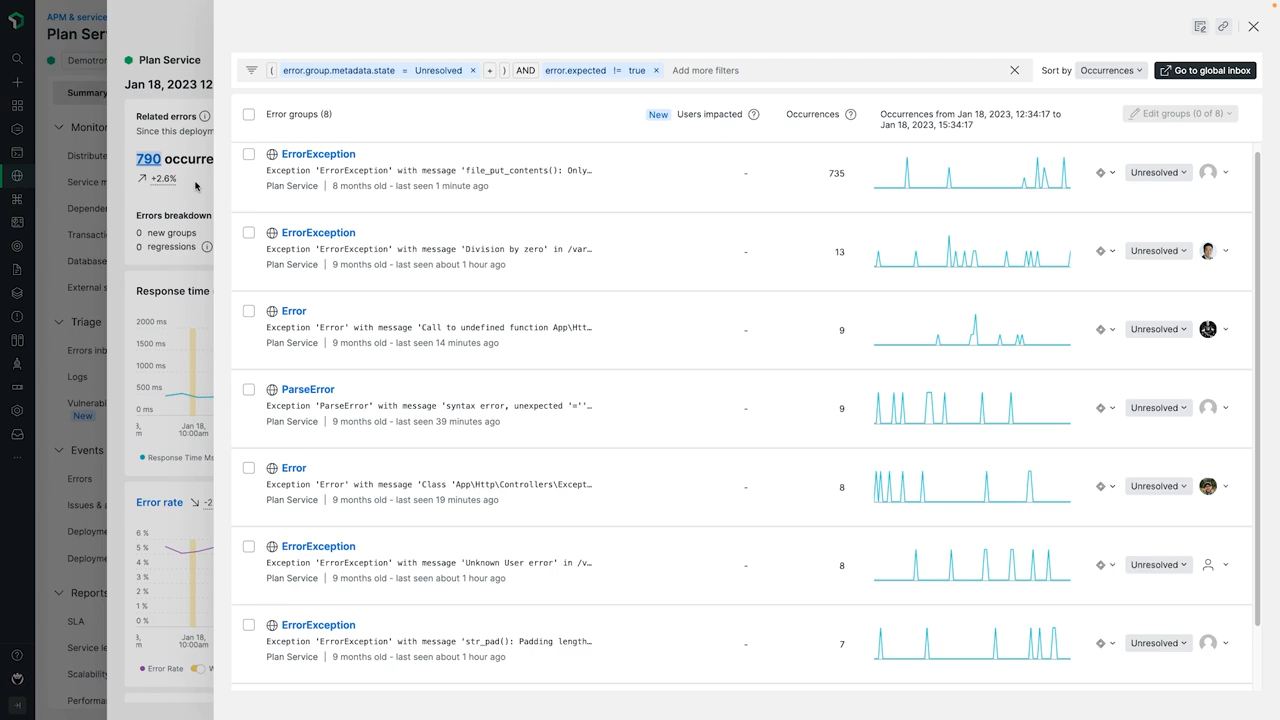 APM & service
Plan Ser
Demotron
Summary
Monito
Distribute
Service m
Depende
Transacti
Database
External s
Triage
Errors inb
Logs
Vulnerabi
New
Events
Errors
Issues &
Deployme
Deployme
Reports
SLA
Service le
Scalability
Performa
Plan Service
Jan 18, 2023 12
Related errors
Since this deploym
790 occurre
+2.6%
Errors breakdown
0 new groups
0 regressions
Response time
2000 ms
1500 ms
1000 ms
500 ms
0 ms
3,
m
Jan 18,
10:00am
Response Time Ms
Error rate -2
6 %
5 %
4 %
3 %
2 %
1 %
0 %
3,
m
Jan 18,
10:00am
Error Rate W
( error.group.metadata.state = Unresolved × + ) AND error.expected != true × Add more filters
Sort by Occurrences
Go to global inbox
Error groups (8)
New Users impacted
Occurrences
Occurrences from Jan 18, 2023, 12:34:17 to
Jan 18, 2023, 15:34:17
Edit groups (0 of 8)
ErrorException
Exception 'ErrorException' with message 'file_put_contents(): Only…
Plan Service | 8 months old - last seen 1 minute ago
-
735
Unresolved
ErrorException
Exception 'ErrorException' with message 'Division by zero' in /var…
Plan Service | 9 months old - last seen about 1 hour ago
-
13
Unresolved
Error
Exception 'Error' with message 'Call to undefined function App\Htt…
Plan Service | 9 months old - last seen 14 minutes ago
-
9
Unresolved
ParseError
Exception 'ParseError' with message 'syntax error, unexpected '=''…
Plan Service | 9 months old - last seen 39 minutes ago
-
9
Unresolved
Error
Exception 'Error' with message 'Class 'App\Http\Controllers\Except…
Plan Service | 9 months old - last seen 19 minutes ago
-
8
Unresolved
ErrorException
Exception 'ErrorException' with message 'Unknown User error' in /v…
Plan Service | 9 months old - last seen about 1 hour ago
-
8
Unresolved
ErrorException
Exception 'ErrorException' with message 'str_pad(): Padding length…
Plan Service | 9 months old - last seen about 1 hour ago
-
7
Unresolved